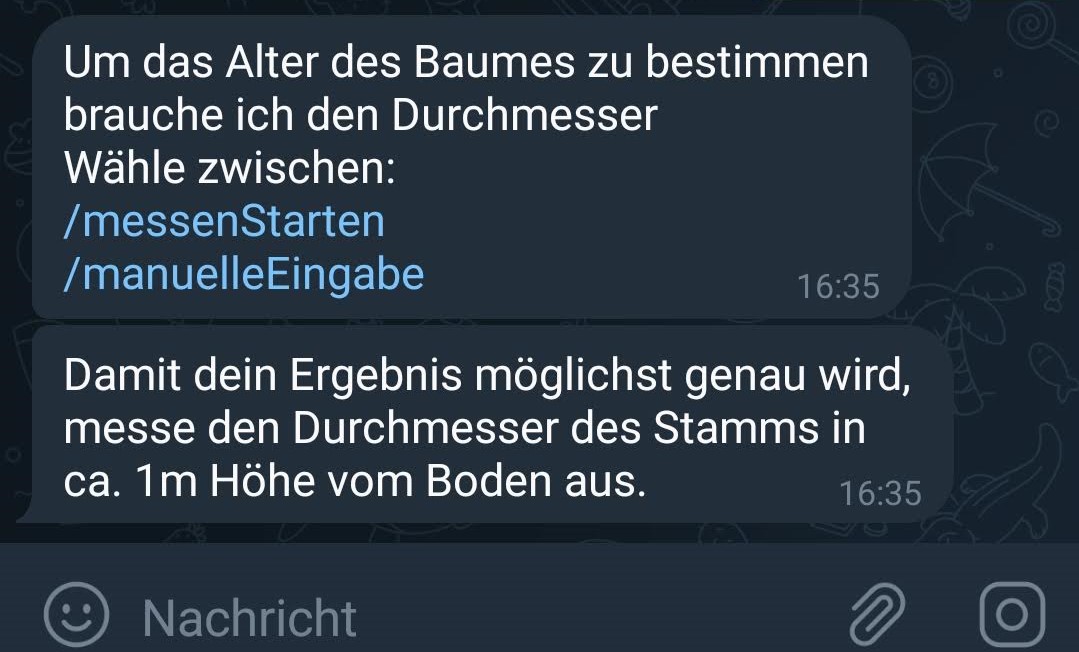 Um das Alter des Baumes zu bestimmen
brauche ich den Durchmesser
Wähle zwischen:
/messenStarten
/manuelleEingabe
16:35
Damit dein Ergebnis möglichst genau wird,
messe den Durchmesser des Stamms in
ca. 1m Höhe vom Boden aus.
16:35
Nachricht